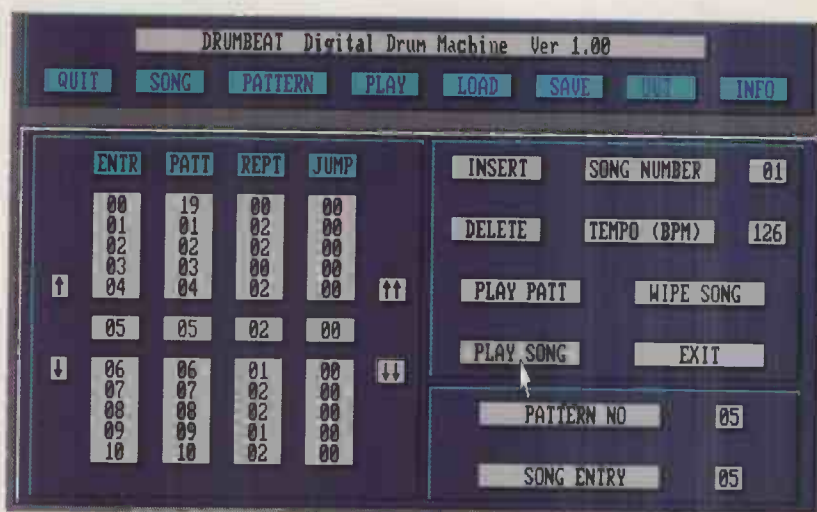 DRUMBEAT Digital Drum Machine Ver 1.00
QUIT SONG PATTERN PLAY LOAD SAVE INFO
ENTR PATT REPT JUMP
00 19 00 00
01 01 02 00
02 02 02 00
03 03 00 00
↑ 04 04 02 00 ↑↑
05 05 02 00
↓ 06 06 01 00 ↓↓
07 07 02 00
08 08 02 00
09 09 01 00
10 10 02 00
INSERT SONG NUMBER 01
DELETE TEMPO (BPM) 126
PLAY PATT WIPE SONG
PLAY SONG EXIT
PATTERN NO 05
SONG ENTRY 05